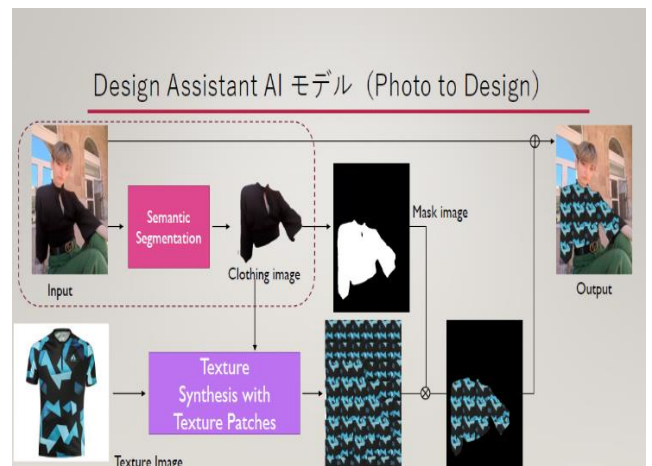 Design Assistant AI モデル（Photo to Design）
Semantic
Segmentation
Mask image
Clothing image
Input
Output
Texture
Synthesis with
Texture Patches
Texture Image